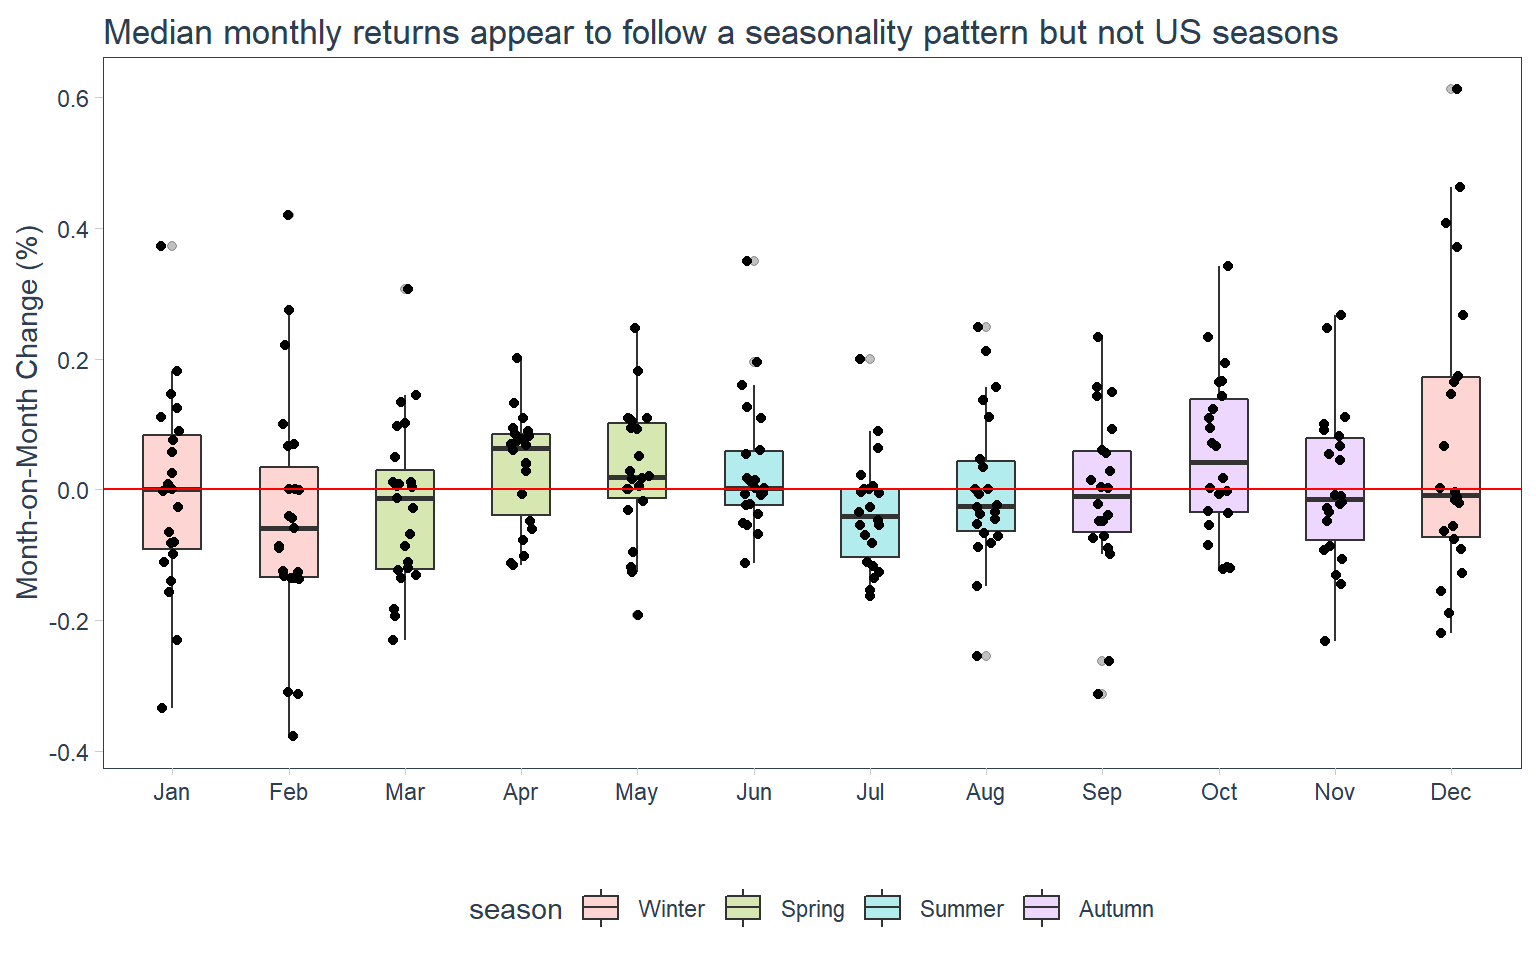 Median monthly returns appear to follow a seasonality pattern but not US seasons
Month-on-Month Change (%)
0.6
0.4
0.2
0.0
-0.2
-0.4
Jan Feb Mar Apr May Jun Jul Aug Sep Oct Nov Dec
season Winter Spring Summer Autumn